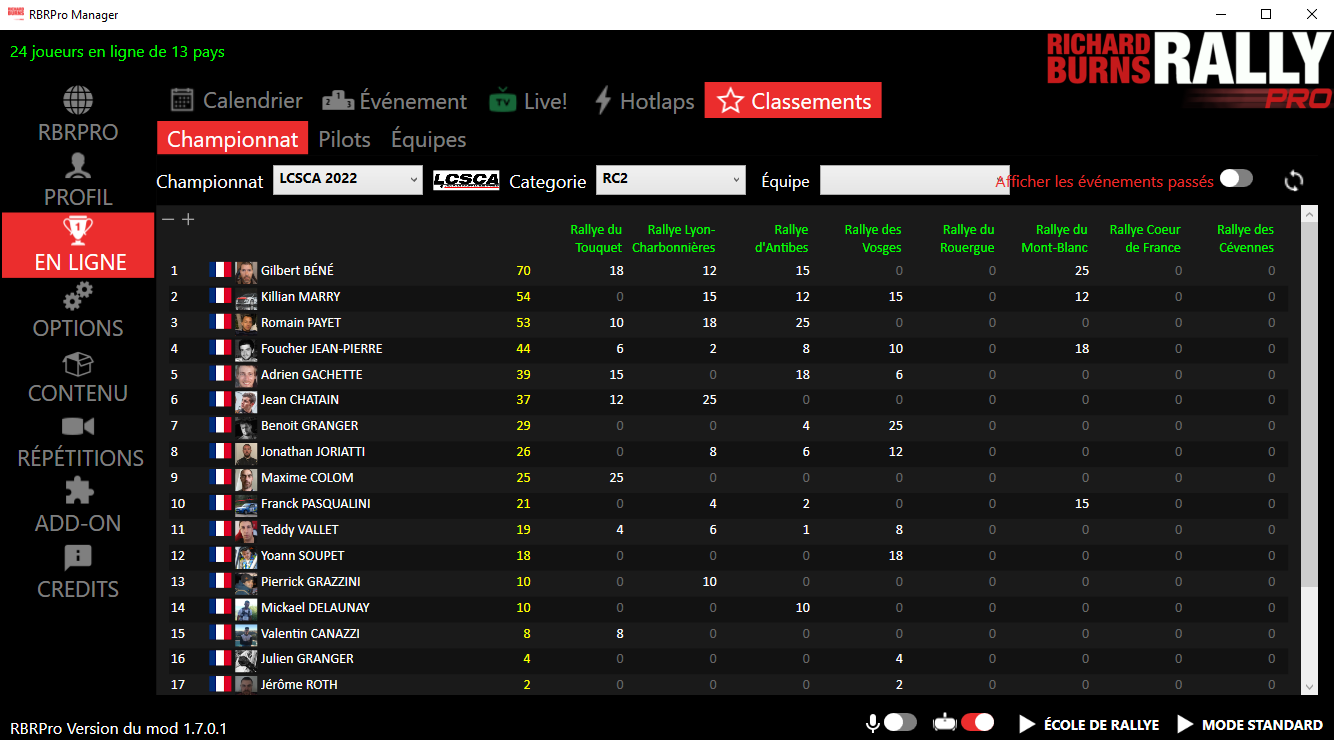 RBRPro Manager
24 joueurs en ligne de 13 pays
RICHARD BURNS RALLY PRO
RBRPRO
PROFIL
EN LIGNE
OPTIONS
CONTENU
RÉPÉTITIONS
ADD-ON
CREDITS
Calendrier Événement TV Live! Hotlaps Classements
Championnat Pilots Équipes
Championnat LCSCA 2022 LCSCA Categorie RC2 Équipe Afficher les événements passés
Rallye du Touquet Rallye Lyon-Charbonnières Rallye d'Antibes Rallye des Vosges Rallye du Rouergue Rallye du Mont-Blanc Rallye Coeur de France Rallye des Cévennes
1 Gilbert BÉNÉ 70 18 12 15 0 0 25 0 0
2 Killian MARRY 54 0 15 12 15 0 12 0 0
3 Romain PAYET 53 10 18 25 0 0 0 0 0
4 Foucher JEAN-PIERRE 44 6 2 8 10 0 18 0 0
5 Adrien GACHETTE 39 15 0 18 6 0 0 0 0
6 Jean CHATAIN 37 12 25 0 0 0 0 0 0
7 Benoit GRANGER 29 0 0 4 25 0 0 0 0
8 Jonathan JORIATTI 26 0 8 6 12 0 0 0 0
9 Maxime COLOM 25 25 0 0 0 0 0 0 0
10 Franck PASQUALINI 21 0 4 2 0 0 15 0 0
11 Teddy VALLET 19 4 6 1 8 0 0 0 0
12 Yoann SOUPET 18 0 0 0 18 0 0 0 0
13 Pierrick GRAZZINI 10 0 10 0 0 0 0 0 0
14 Mickael DELAUNAY 10 0 0 10 0 0 0 0 0
15 Valentin CANAZZI 8 8 0 0 0 0 0 0 0
16 Julien GRANGER 4 0 0 0 4 0 0 0 0
17 Jérôme ROTH 2 0 0 0 2 0 0 0 0
RBRPro Version du mod 1.7.0.1
ÉCOLE DE RALLYE MODE STANDARD